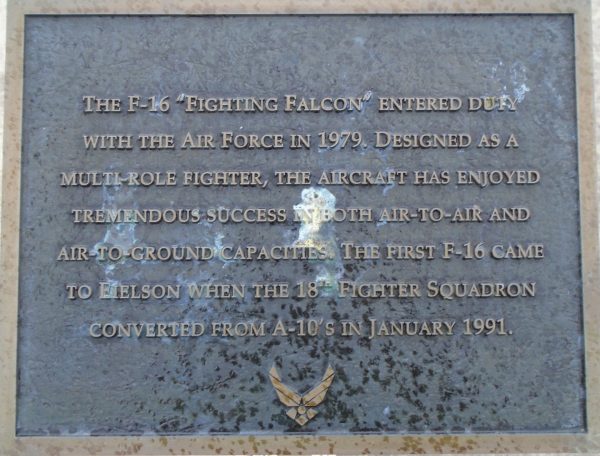 The F-16 "Fighting Falcon" entered duty
with the Air Force in 1979. Designed as a
multi-role fighter, the aircraft has enjoyed
tremendous success in both air-to-air and
air-to-ground capacities. The first F-16 came
to Eielson when the 18th Fighter Squadron
converted from A-10's in January 1991.